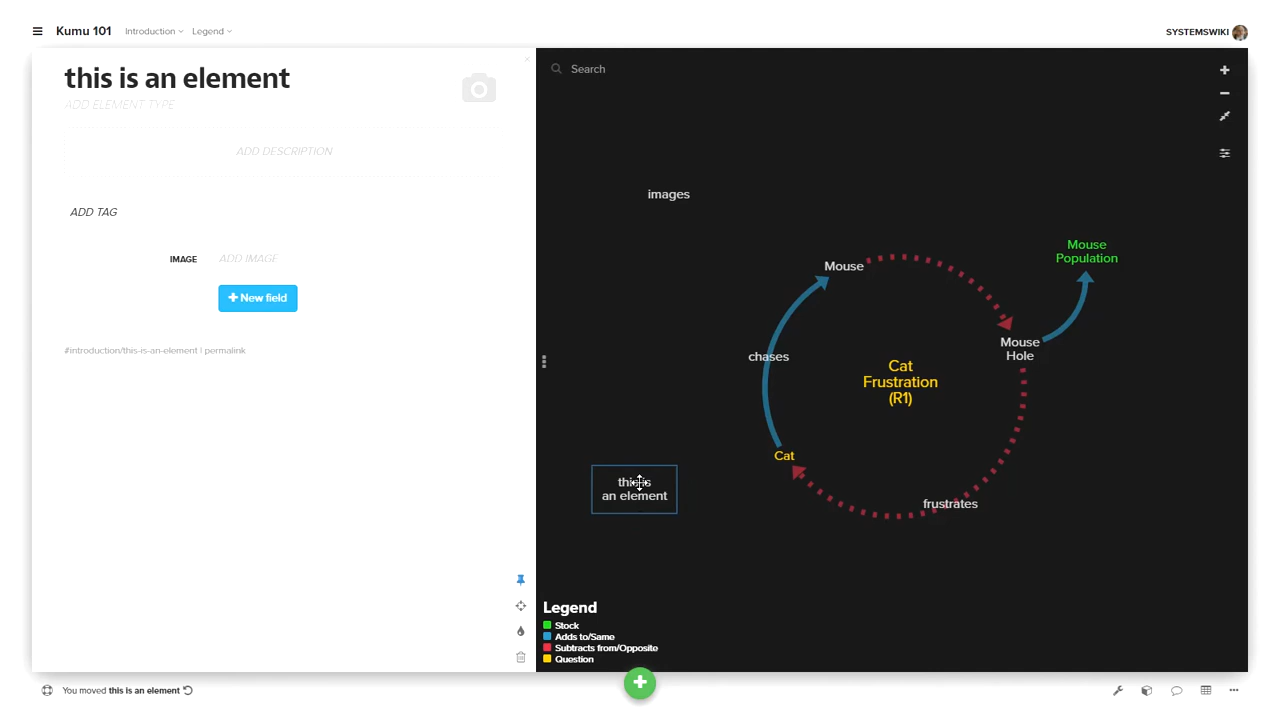 Kumu 101 Introduction Legend SYSTEMSWIKI
this is an element
ADD ELEMENT TYPE
ADD DESCRIPTION
ADD TAG
IMAGE ADD IMAGE
New field
#introduction/this-is-an-element | permalink
Search
images
Mouse
Population
Mouse
Mouse
Hole
chases
Cat
Frustration
(R1)
Cat
this is
an element
frustrates
Legend
Stock
Adds to/Same
Subtracts from/Opposite
Question
You moved this is an element